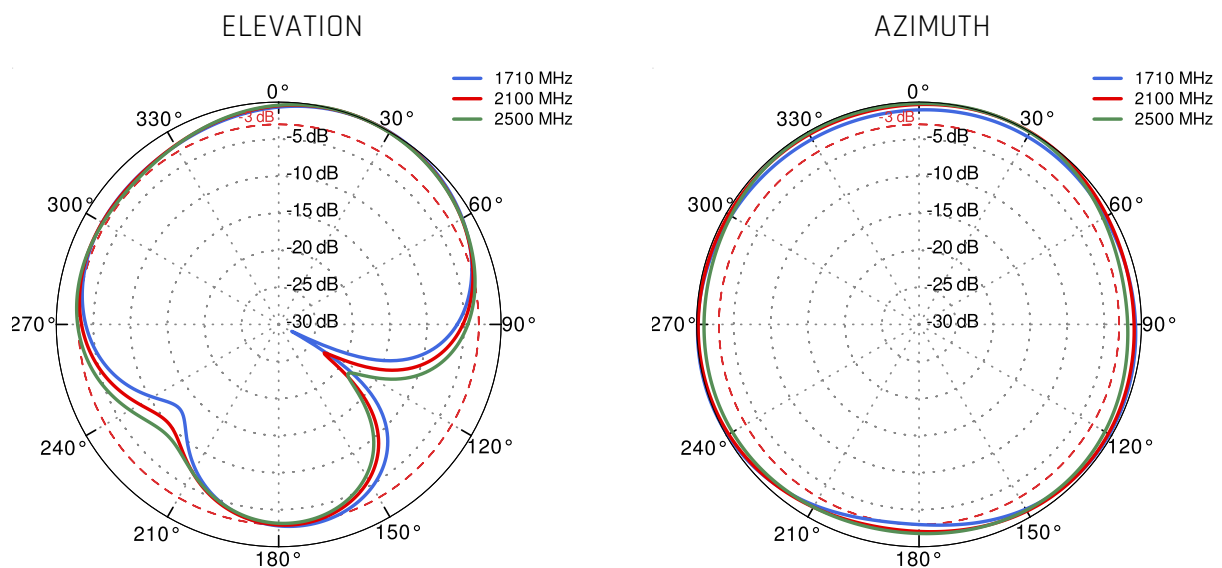 ELEVATION
1710 MHz
2100 MHz
2500 MHz
0°
30°
60°
90°
120°
150°
180°
210°
240°
270°
300°
330°
-3 dB
-5 dB
-10 dB
-15 dB
-20 dB
-25 dB
-30 dB
AZIMUTH
1710 MHz
2100 MHz
2500 MHz
0°
30°
60°
90°
120°
150°
180°
210°
240°
270°
300°
330°
-3 dB
-5 dB
-10 dB
-15 dB
-20 dB
-25 dB
-30 dB